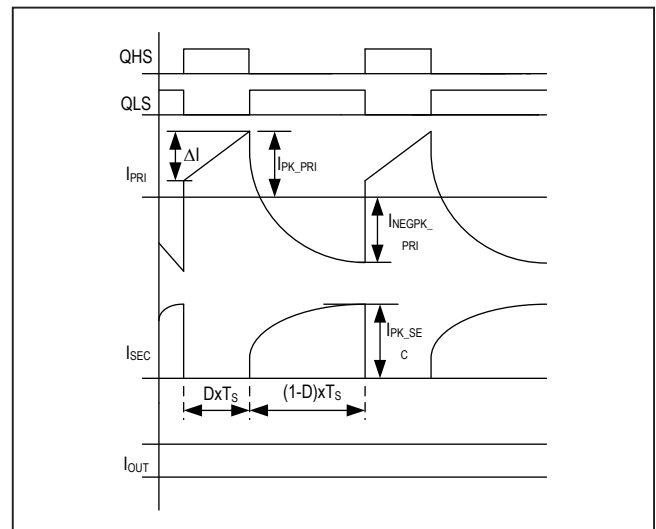 QHS
QLS
ΔI
IPK_PRI
IPRI
INEGPK_
PRI
IPK_SE
C
ISEC
DxTS
(1-D)xTS
IOUT